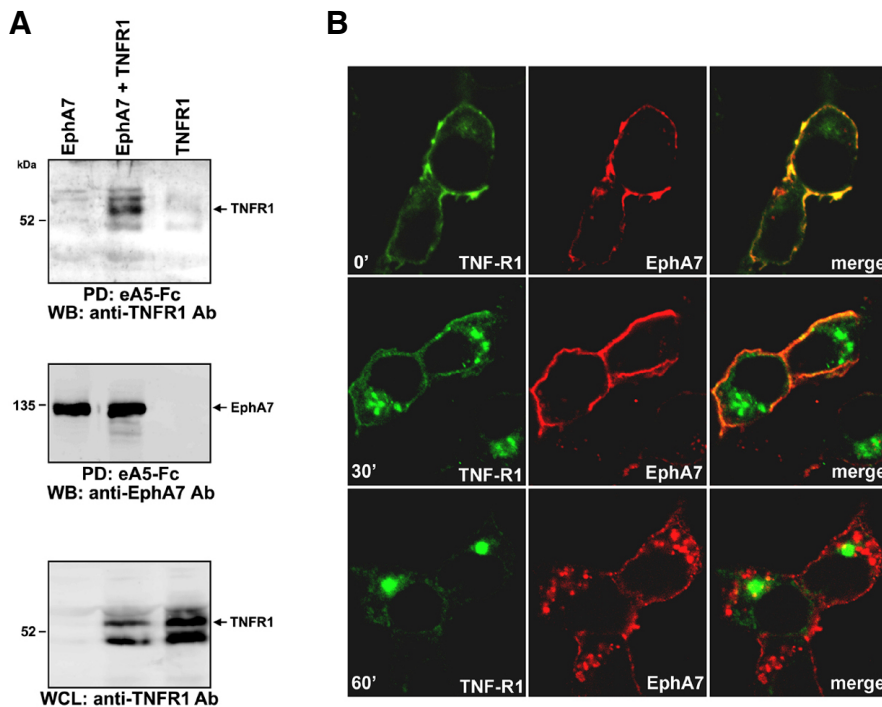 A
EphA7
EphA7 + TNFR1
TNFR1
kDa
52
TNFR1
PD: eA5-Fc
WB: anti-TNFR1 Ab
135
EphA7
PD: eA5-Fc
WB: anti-EphA7 Ab
52
TNFR1
WCL: anti-TNFR1 Ab
B
0’ TNF-R1 EphA7 merge
30’ TNF-R1 EphA7 merge
60’ TNF-R1 EphA7 merge